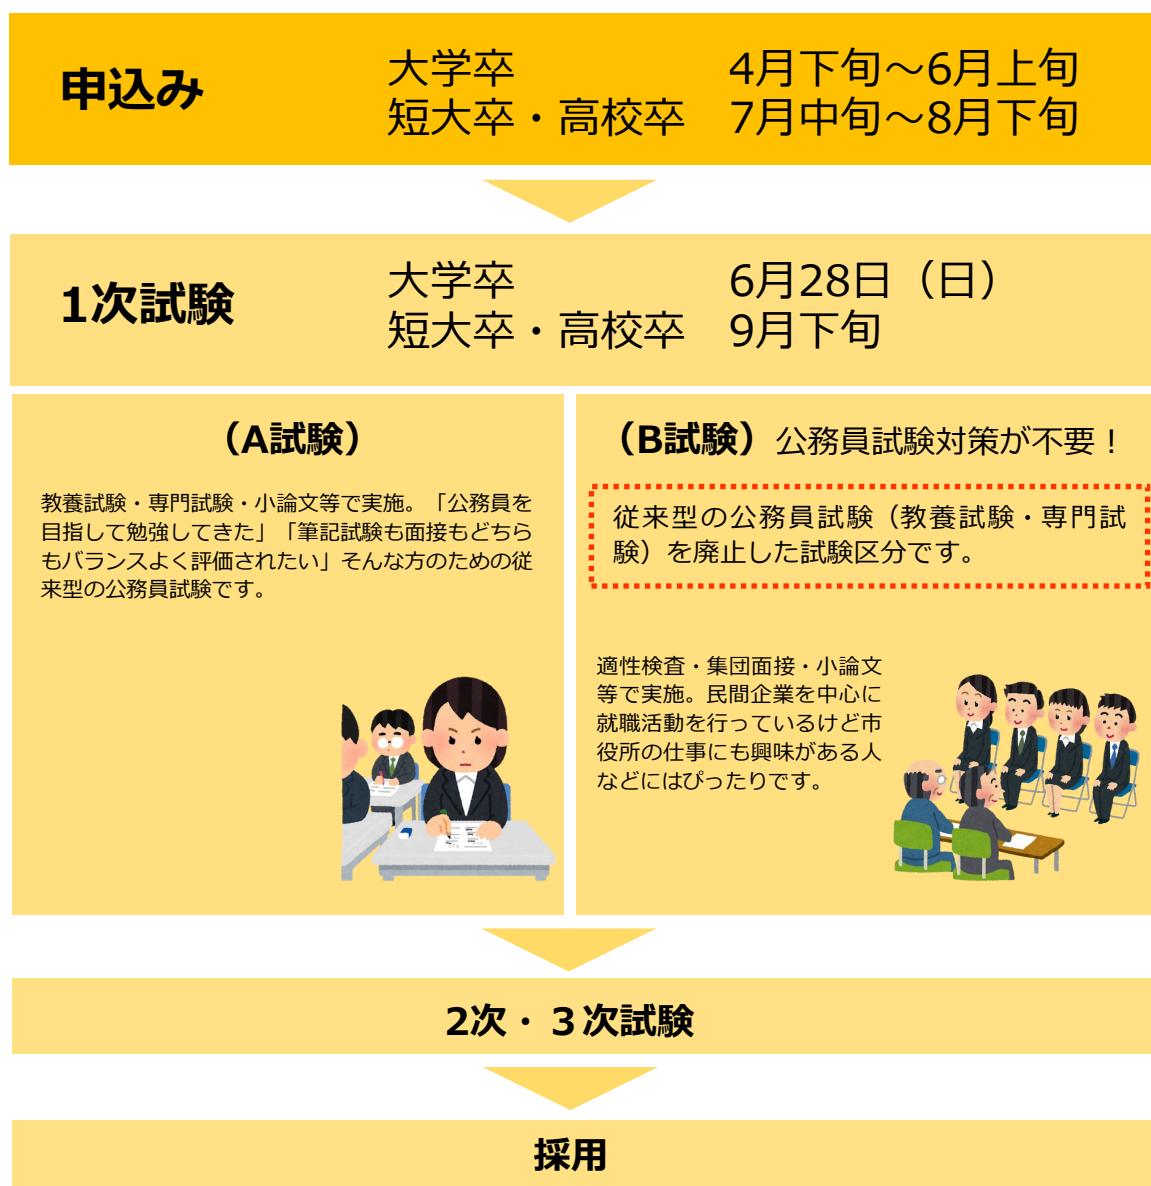 申込み
大学卒 4月下旬～6月上旬
短大卒・高校卒 7月中旬～8月下旬
1次試験
大学卒 6月28日（日）
短大卒・高校卒 9月下旬
（A試験）
教養試験・専門試験・小論文等で実施。「公務員を
目指して勉強してきた」「筆記試験も面接もどちら
もバランスよく評価されたい」そんな方のための従
来型の公務員試験です。
（B試験）公務員試験対策が不要！
従来型の公務員試験（教養試験・専門試
験）を廃止した試験区分です。
適性検査・集団面接・小論文
等で実施。民間企業を中心に
就職活動を行っているけど市
役所の仕事にも興味がある人
などにはぴったりです。
2次・３次試験
採用